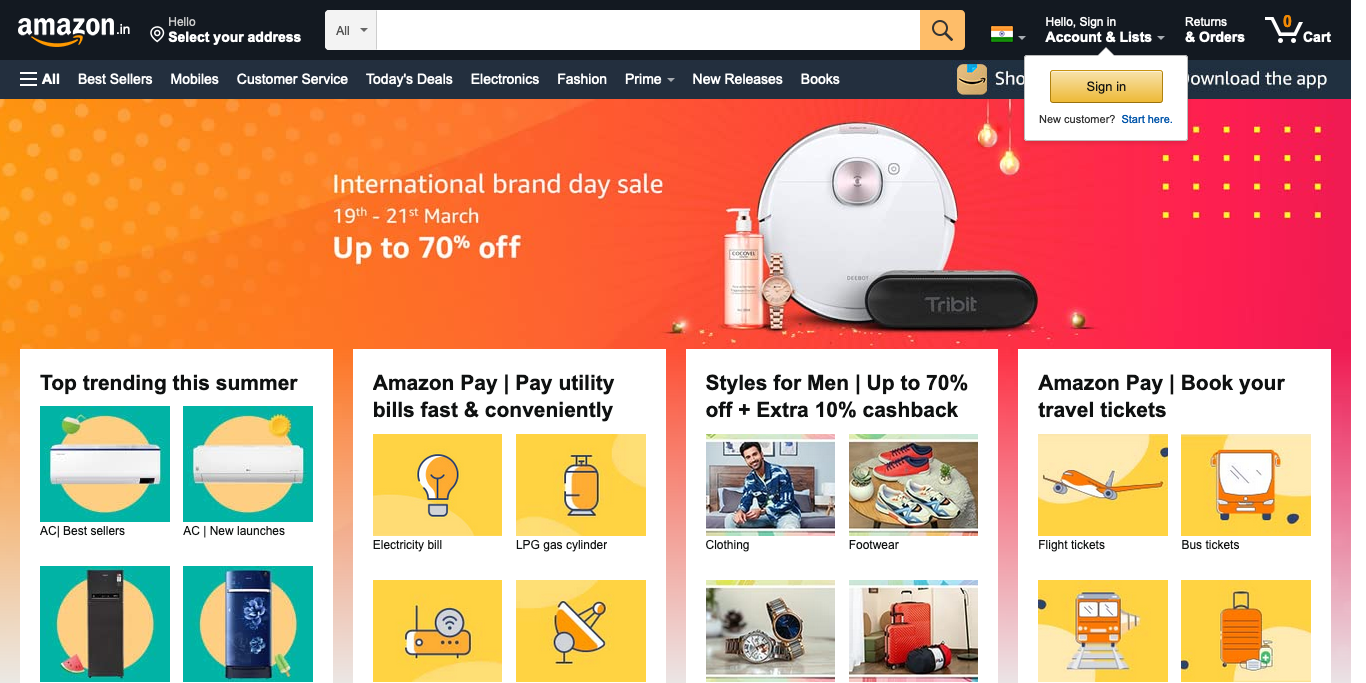 amazon.in
Hello
Select your address
All
Hello, Sign in
Account & Lists
Returns
& Orders
0
Cart
All
Best Sellers
Mobiles
Customer Service
Today's Deals
Electronics
Fashion
Prime
New Releases
Books
Sho
ownload the app
Sign in
New customer? Start here.
International brand day sale
19th - 21st March
Up to 70% off
COCOVEL
DEEBOT
Tribit
Top trending this summer
AC| Best sellers
AC | New launches
Amazon Pay | Pay utility
bills fast & conveniently
Electricity bill
LPG gas cylinder
Styles for Men | Up to 70%
off + Extra 10% cashback
Clothing
Footwear
Amazon Pay | Book your
travel tickets
Flight tickets
Bus tickets